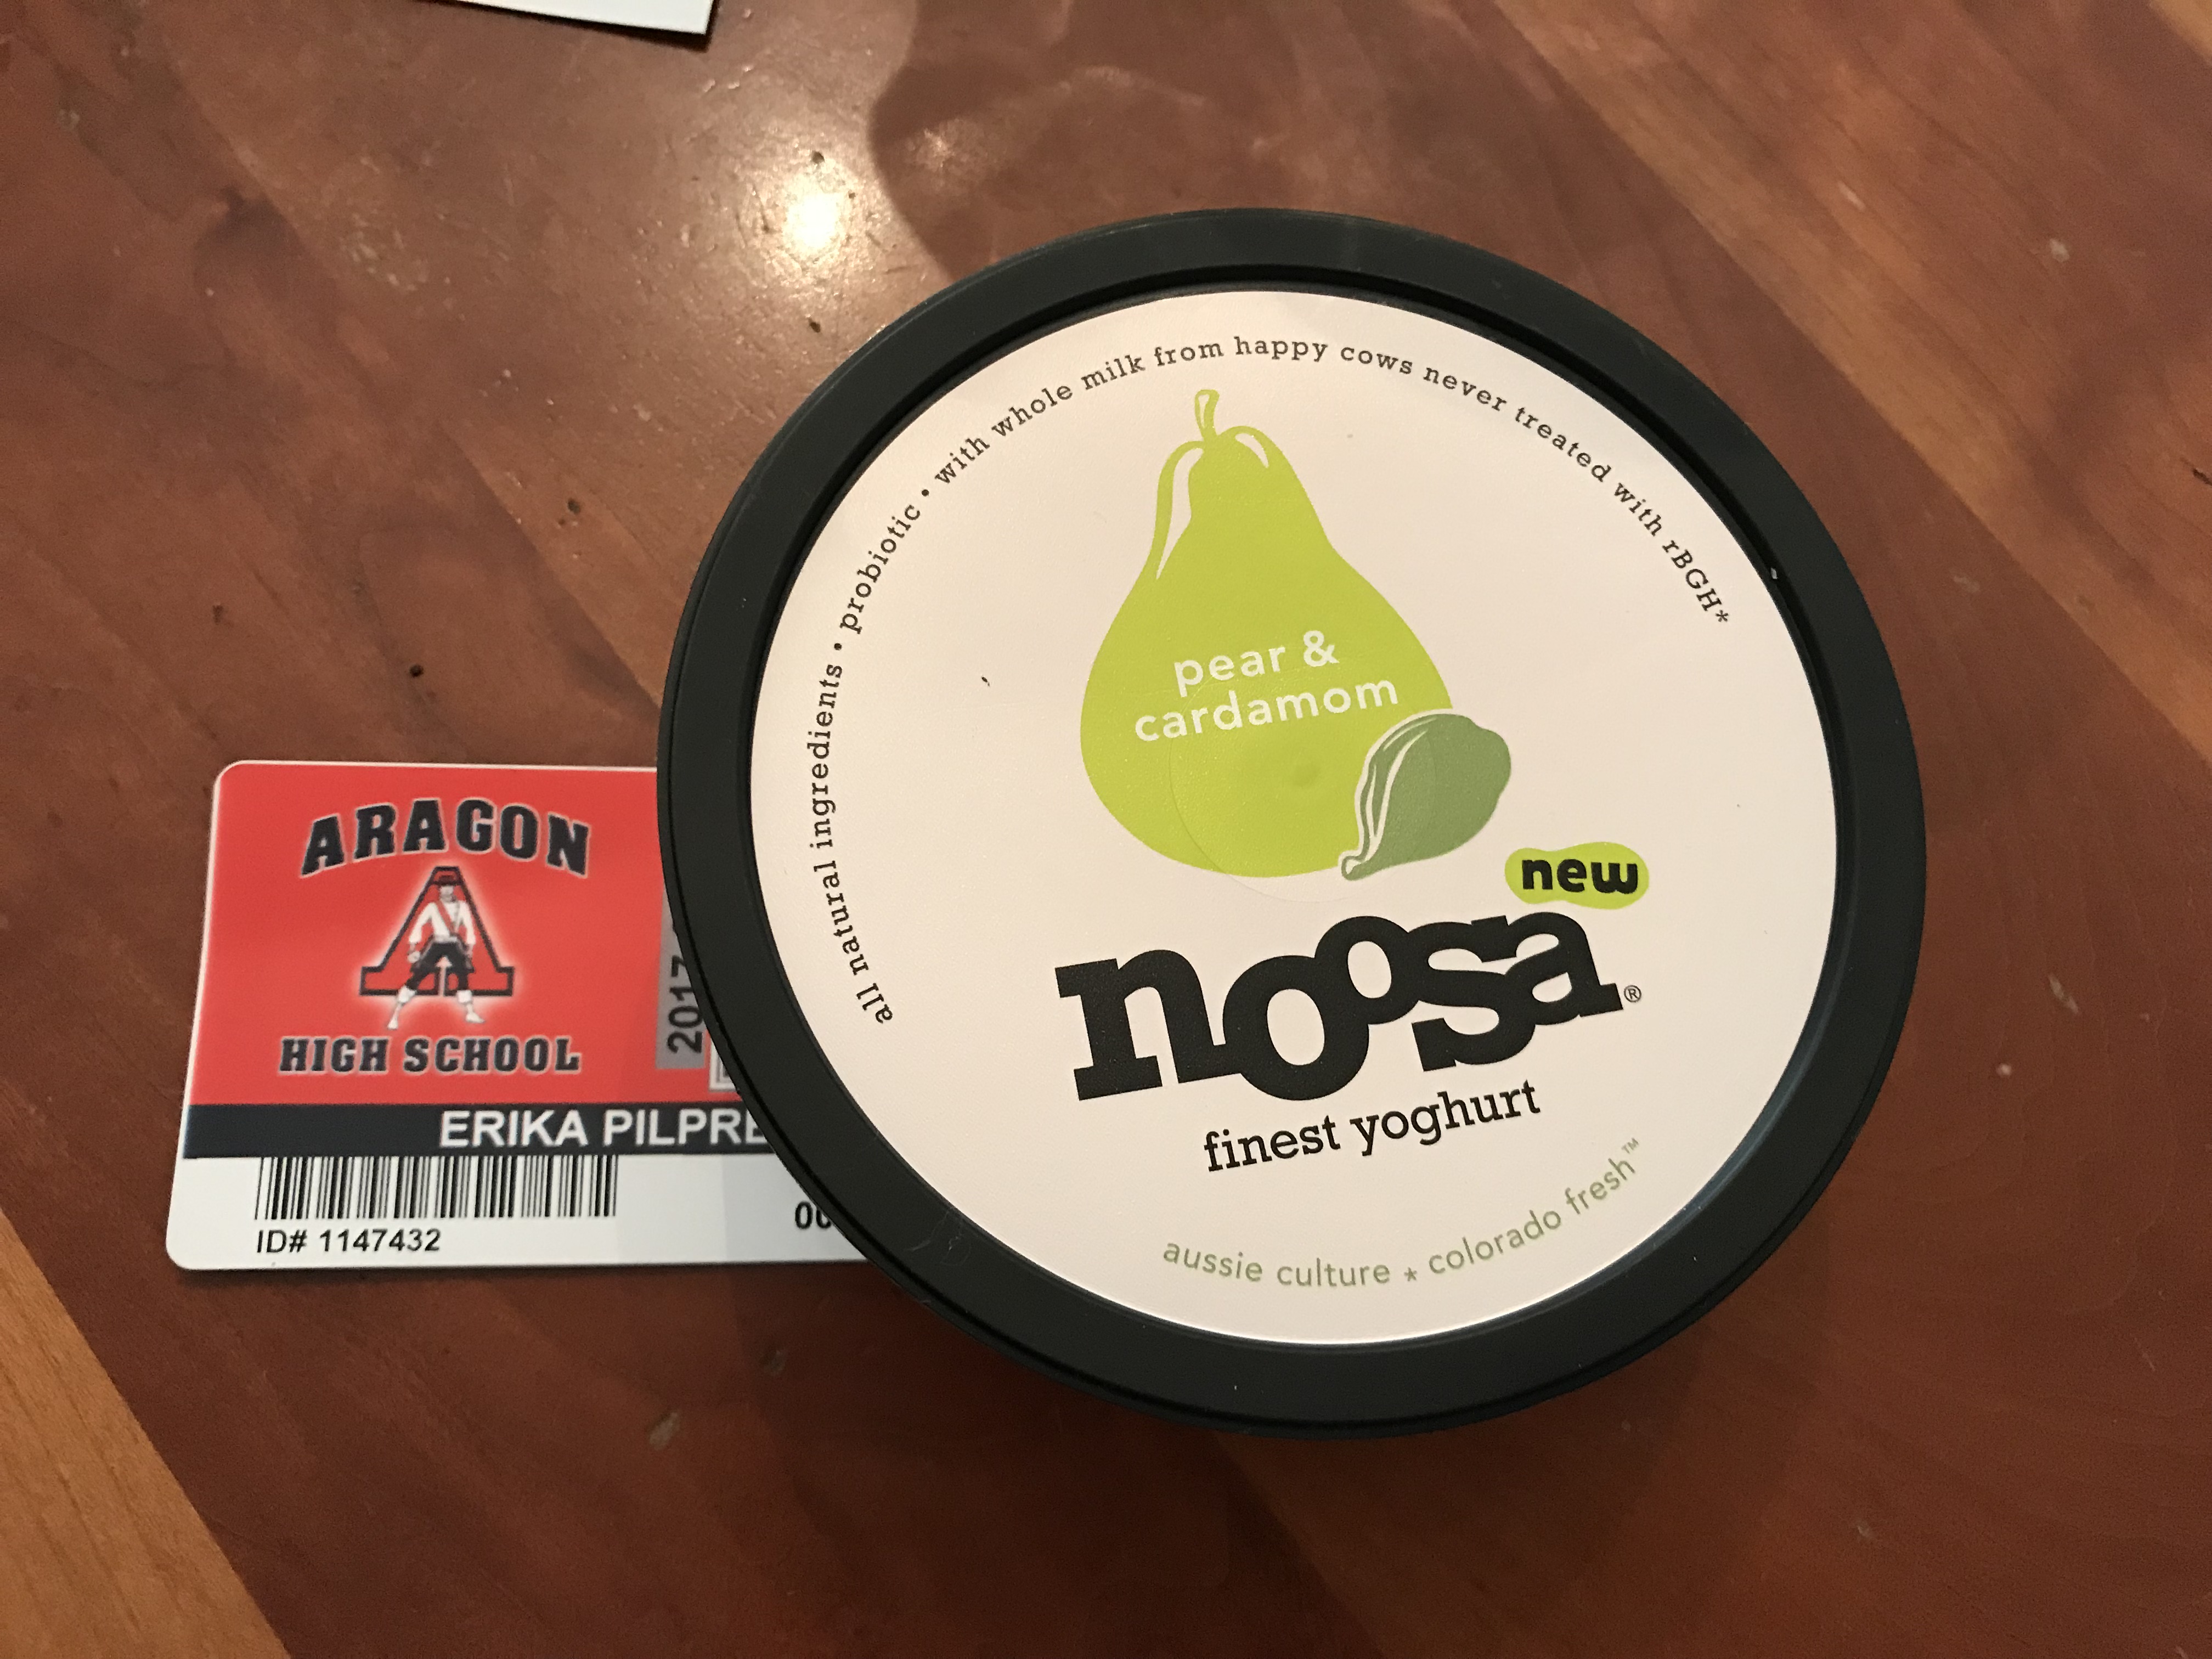 ARAGON
HIGH SCHOOL
2017
ERIKA
ID# 1147432
all natural ingredients • probiotic • with whole milk from happy cows never treated with rBGH*
pear &
cardamom
new
noosa®
finest yoghurt
aussie culture * colorado fresh™